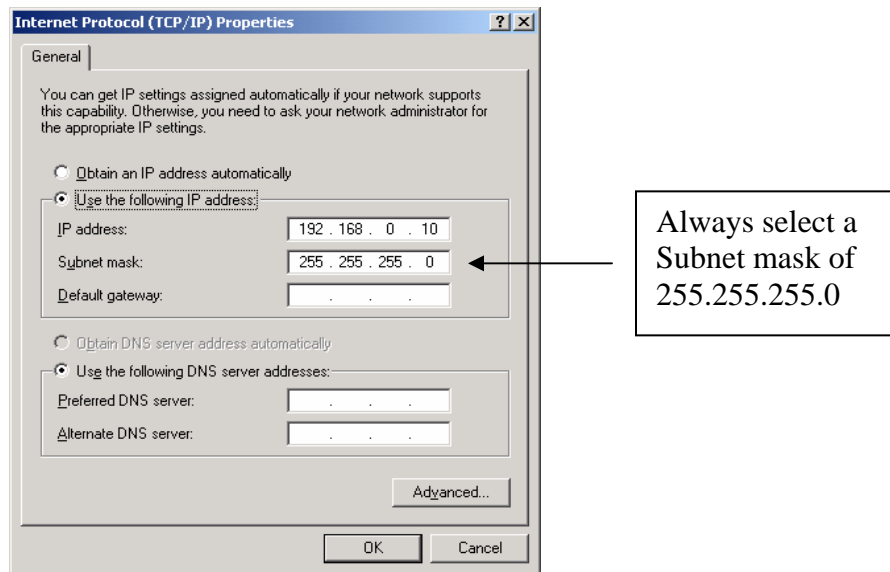 Internet Protocol (TCP/IP) Properties
General
You can get IP settings assigned automatically if your network supports
this capability. Otherwise, you need to ask your network administrator for
the appropriate IP settings.
Obtain an IP address automatically
Use the following IP address:
IP address: 192 . 168 . 0 . 10
Subnet mask: 255 . 255 . 255 . 0
Default gateway: . . .
Obtain DNS server address automatically
Use the following DNS server addresses:
Preferred DNS server: . . .
Alternate DNS server: . . .
Advanced...
OK Cancel
Always select a
Subnet mask of
255.255.255.0